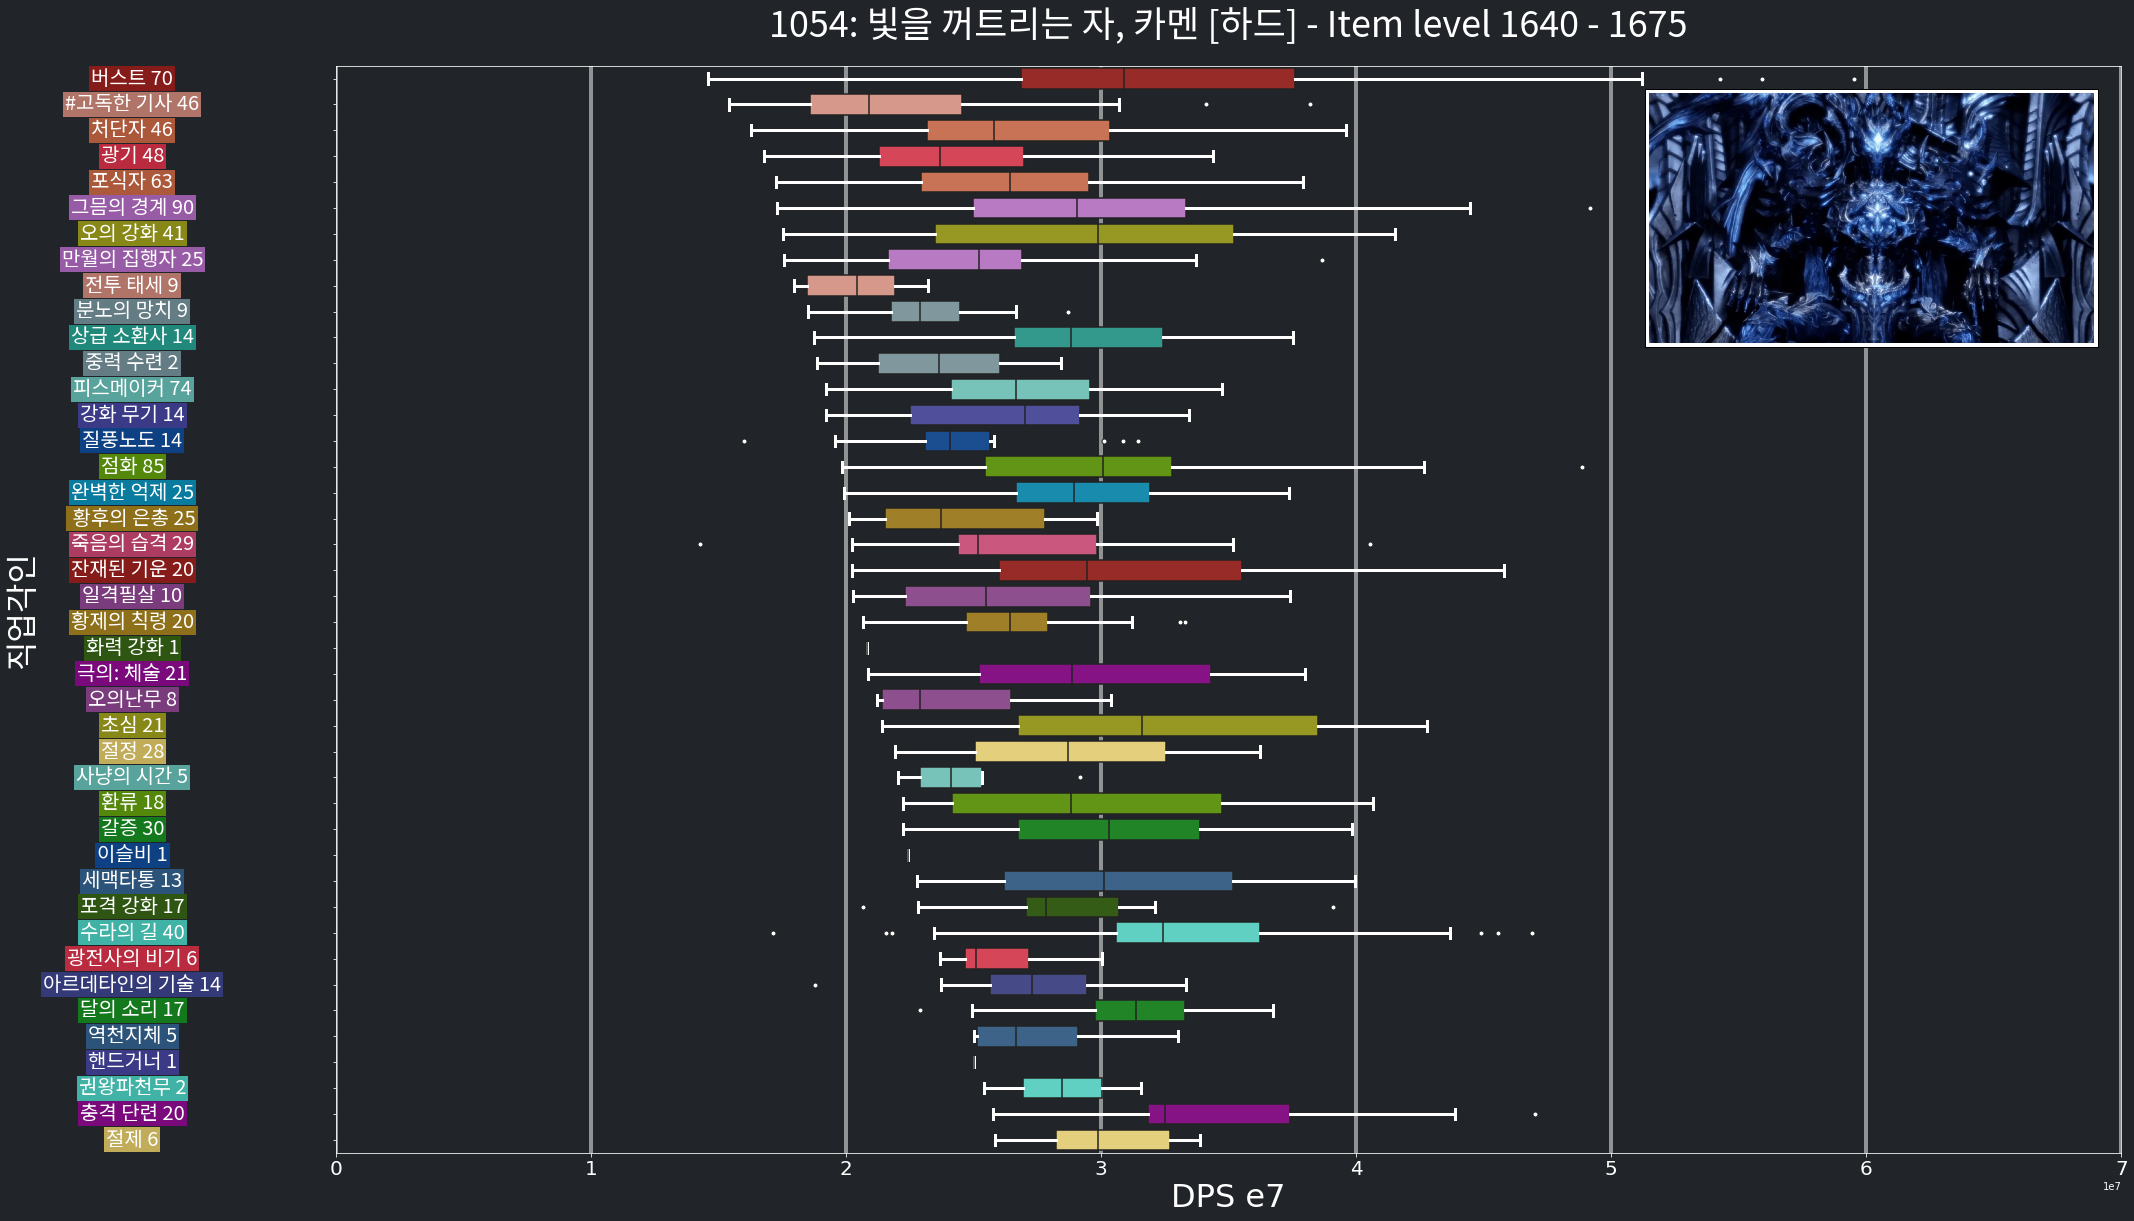 1054: 빛을 꺼트리는 자, 카멘 [하드] - Item level 1640 - 1675
직업각인
버스트 70
#고독한 기사 46
처단자 46
광기 48
포식자 63
그믐의 경계 90
오의 강화 41
만월의 집행자 25
전투 태세 9
분노의 망치 9
상급 소환사 14
중력 수련 2
피스메이커 74
강화 무기 14
질풍노도 14
점화 85
완벽한 억제 25
황후의 은총 25
죽음의 습격 29
잔재된 기운 20
일격필살 10
황제의 칙령 20
화력 강화 1
극의: 체술 21
오의난무 8
초심 21
절정 28
사냥의 시간 5
환류 18
갈증 30
이슬비 1
세맥타통 13
포격 강화 17
수라의 길 40
광전사의 비기 6
아르데타인의 기술 14
달의 소리 17
역천지체 5
핸드거너 1
권왕파천무 2
충격 단련 20
절제 6
0 1 2 3 4 5 6 7
1e7
DPS e7